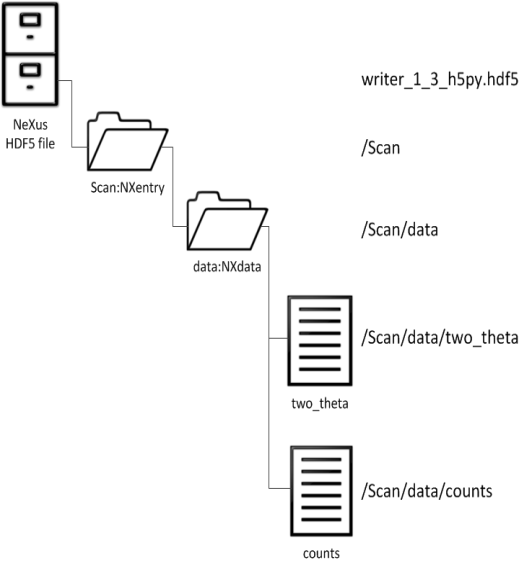 writer_1_3_h5py.hdf5
NeXus
HDF5 file
/Scan
Scan:NXentry
/Scan/data
data:NXdata
/Scan/data/two_theta
two_theta
/Scan/data/counts
counts